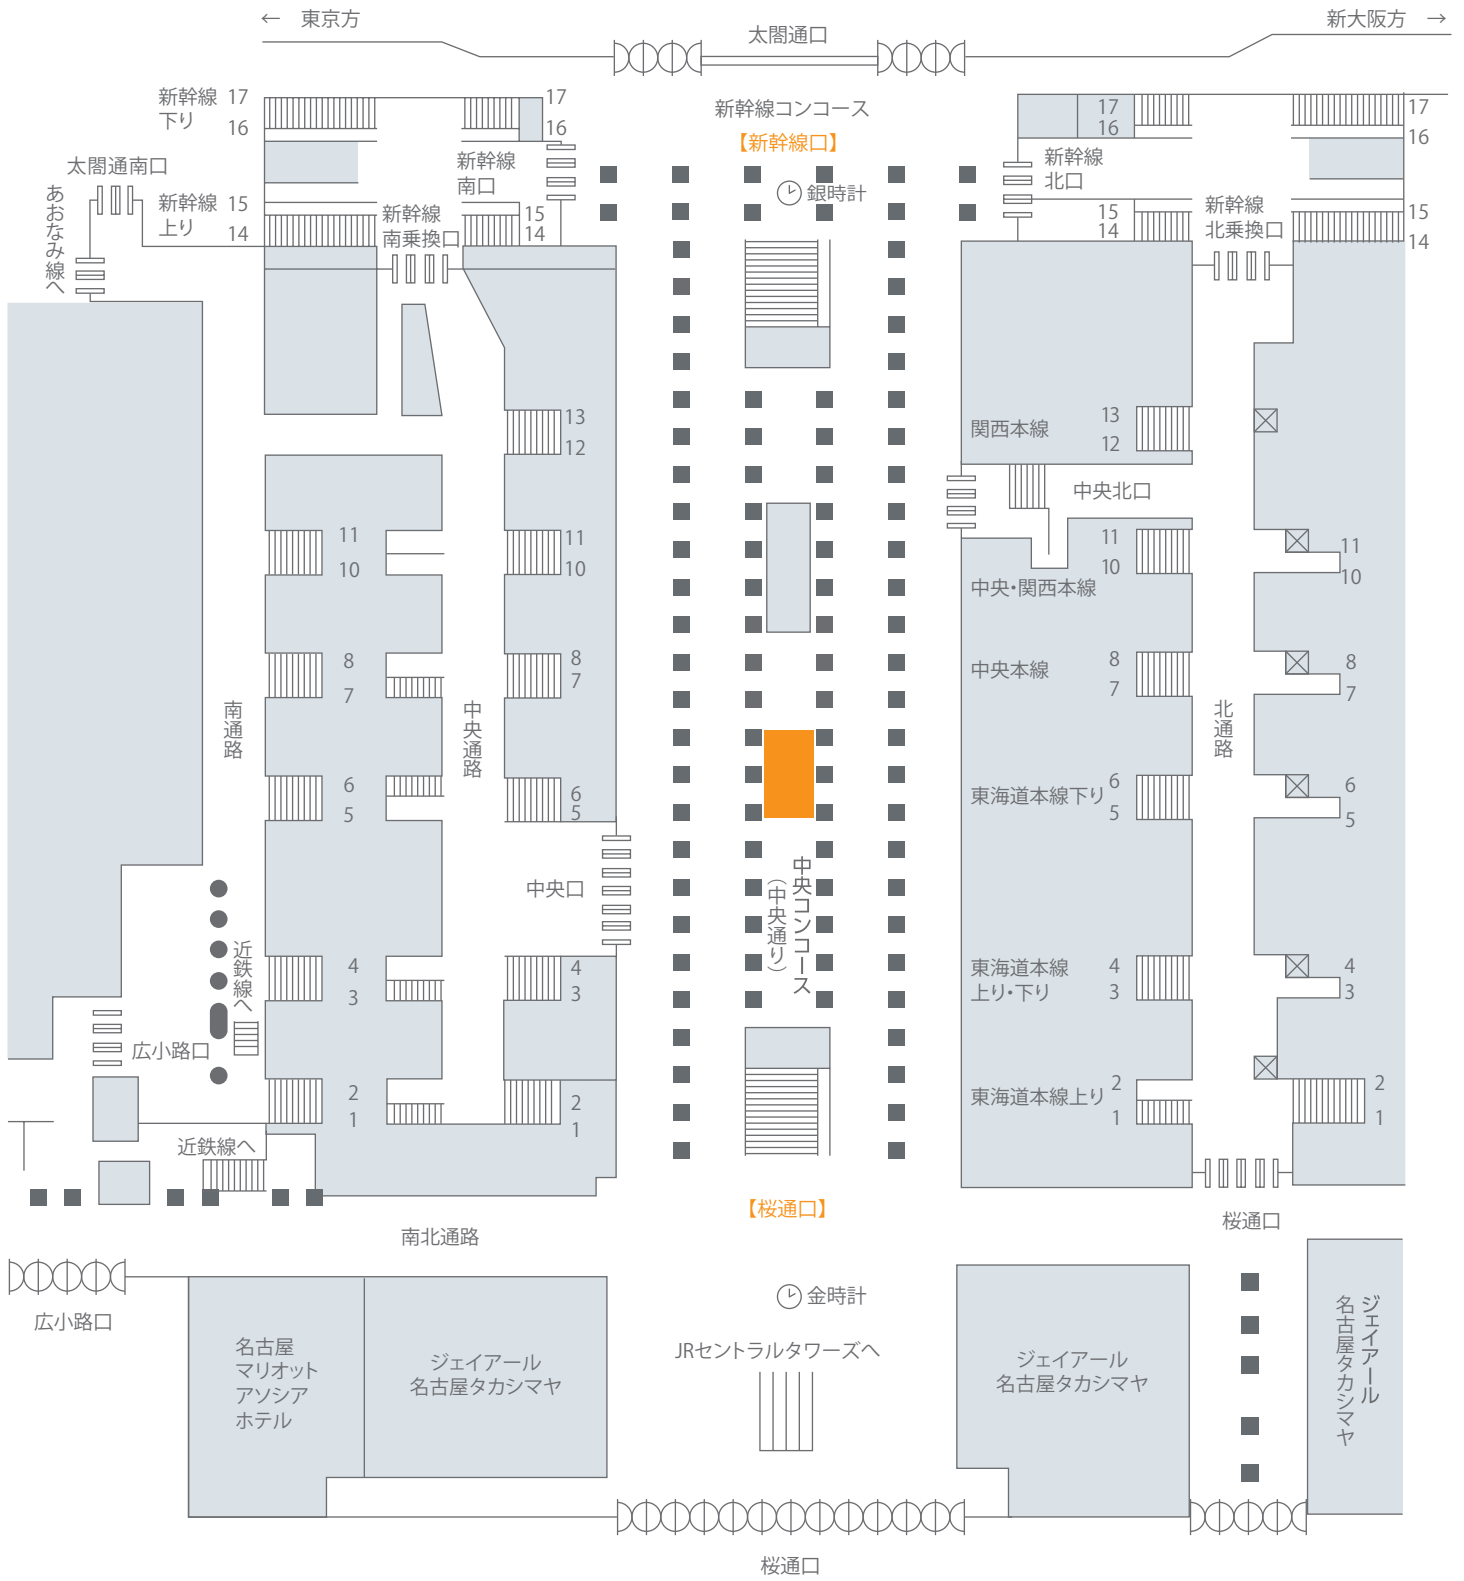 ← 東京方
太閤通口
新大阪方 →
新幹線 17
下り
16
17
16
新幹線コンコース
【新幹線口】
銀時計
17
16
17
16
太閤通南口
あおなみ線へ
新幹線 15
上り 14
新幹線
南口
新幹線
南乗換口
15
14
新幹線
北口
15
14
新幹線
北乗換口
15
14
13
12
関西本線
13
12
中央北口
11
10
11
10
11
10
中央・関西本線
11
10
8
7
8
7
中央本線
8
7
8
7
南通路
中央通路
北通路
6
5
6
5
東海道本線下り
6
5
6
5
中央口
中央コンコース
（中央通り）
近鉄線へ
4
3
4
3
東海道本線
上り・下り
4
3
4
3
広小路口
2
1
2
1
東海道本線上り
2
1
2
1
近鉄線へ
【桜通口】
桜通口
南北通路
金時計
広小路口
名古屋
マリオット
アソシア
ホテル
ジェイアール
名古屋タカシマヤ
JRセントラルタワーズへ
ジェイアール
名古屋タカシマヤ
ジェイアール
名古屋タカシマヤ
桜通口